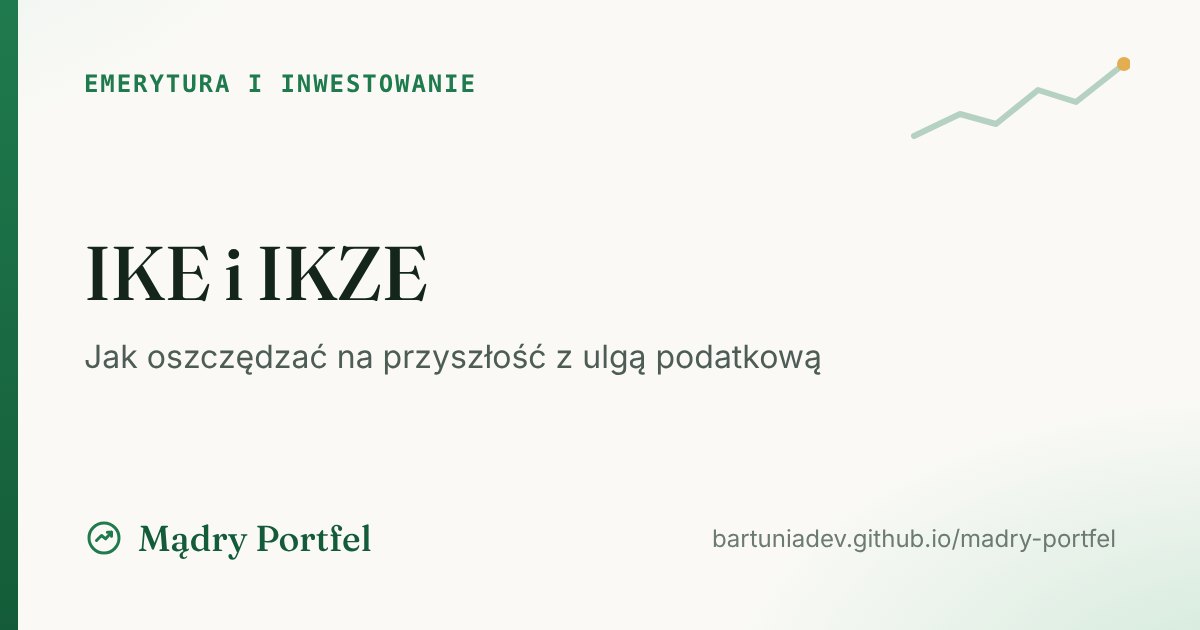 EMERYTURA I INWESTOWANIE
IKE i IKZE
Jak oszczędzać na przyszłość z ulgą podatkową
Mądry Portfel
bartuniadev.github.io/madry-portfel